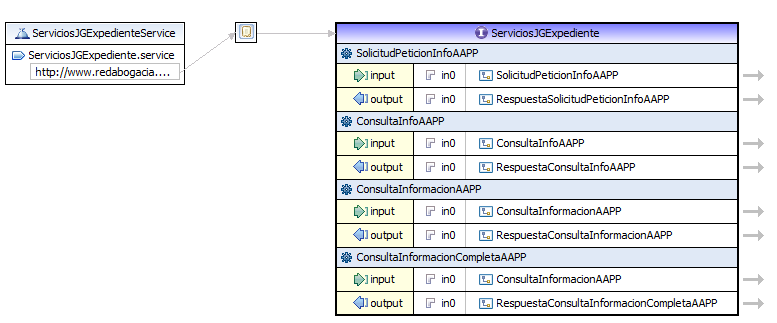 ServiciosJGExpedienteService
ServiciosJGExpediente.service
http://www.redabogacia....
ServiciosJGExpediente
SolicitudPeticionInfoAAPP
input in0 SolicitudPeticionInfoAAPP
output in0 RespuestaSolicitudPeticionInfoAAPP
ConsultaInfoAAPP
input in0 ConsultaInfoAAPP
output in0 RespuestaConsultaInfoAAPP
ConsultaInformacionAAPP
input in0 ConsultaInformacionAAPP
output in0 RespuestaConsultaInformacionAAPP
ConsultaInformacionCompletaAAPP
input in0 ConsultaInformacionAAPP
output in0 RespuestaConsultaInformacionCompletaAAPP